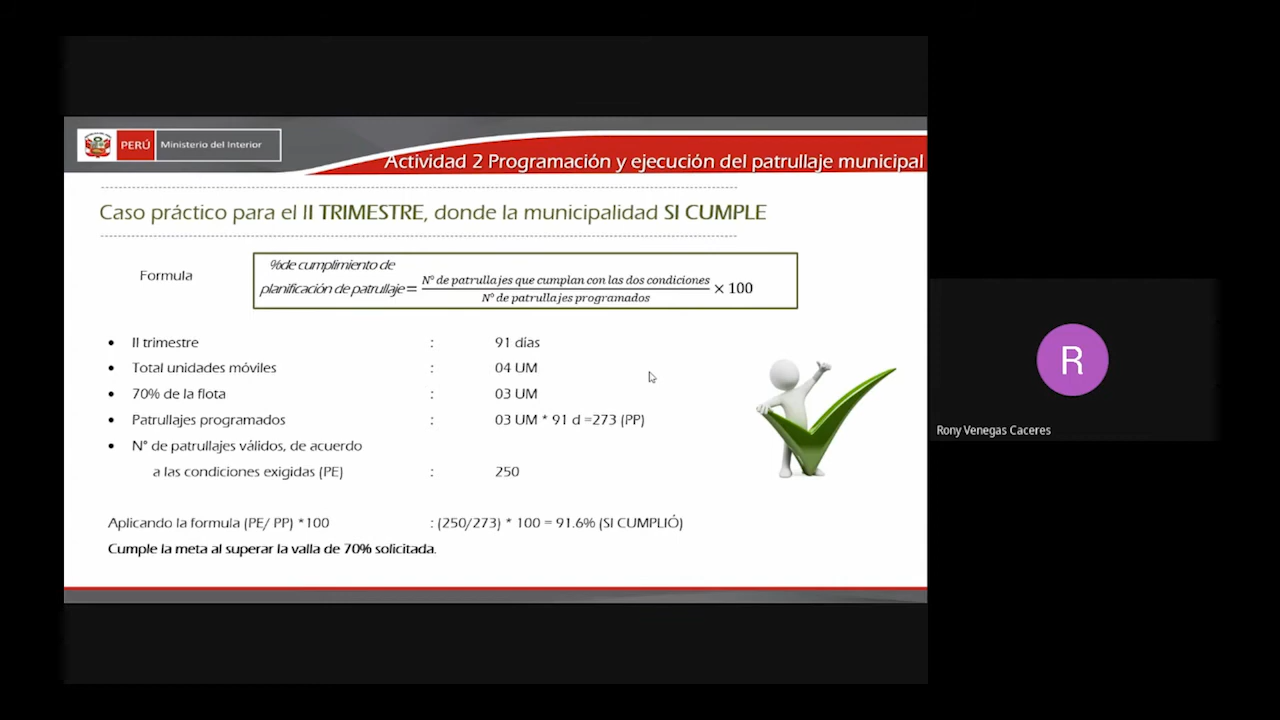 PERÚ Ministerio del Interior
Actividad 2 Programación y ejecución del patrullaje municipal
Caso práctico para el II TRIMESTRE, donde la municipalidad SI CUMPLE
Formula
%de cumplimiento de
planificación de patrullaje = N° de patrullajes que cumplan con las dos condiciones × 100
N° de patrullajes programados
• II trimestre : 91 días
• Total unidades móviles : 04 UM
• 70% de la flota : 03 UM
• Patrullajes programados : 03 UM * 91 d =273 (PP)
• N° de patrullajes válidos, de acuerdo
a las condiciones exigidas (PE) : 250
Aplicando la formula (PE/ PP) *100 : (250/273) * 100 = 91.6% (SI CUMPLIÓ)
Cumple la meta al superar la valla de 70% solicitada.
R
Rony Venegas Caceres